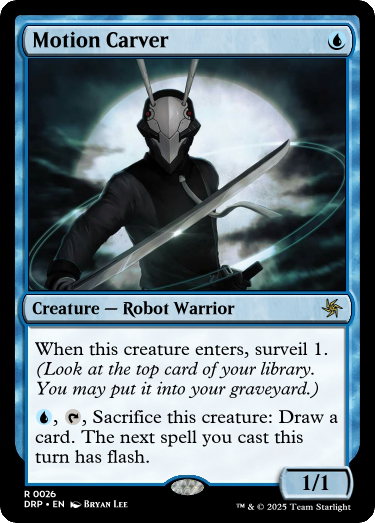 Motion Carver
Creature — Robot Warrior
When this creature enters, surveil 1.
(Look at the top card of your library.
You may put it into your graveyard.)
, , Sacrifice this creature: Draw a
card. The next spell you cast this
turn has flash.
1/1
R 0026
DRP • EN Bryan Lee
™ & © 2025 Team Starlight